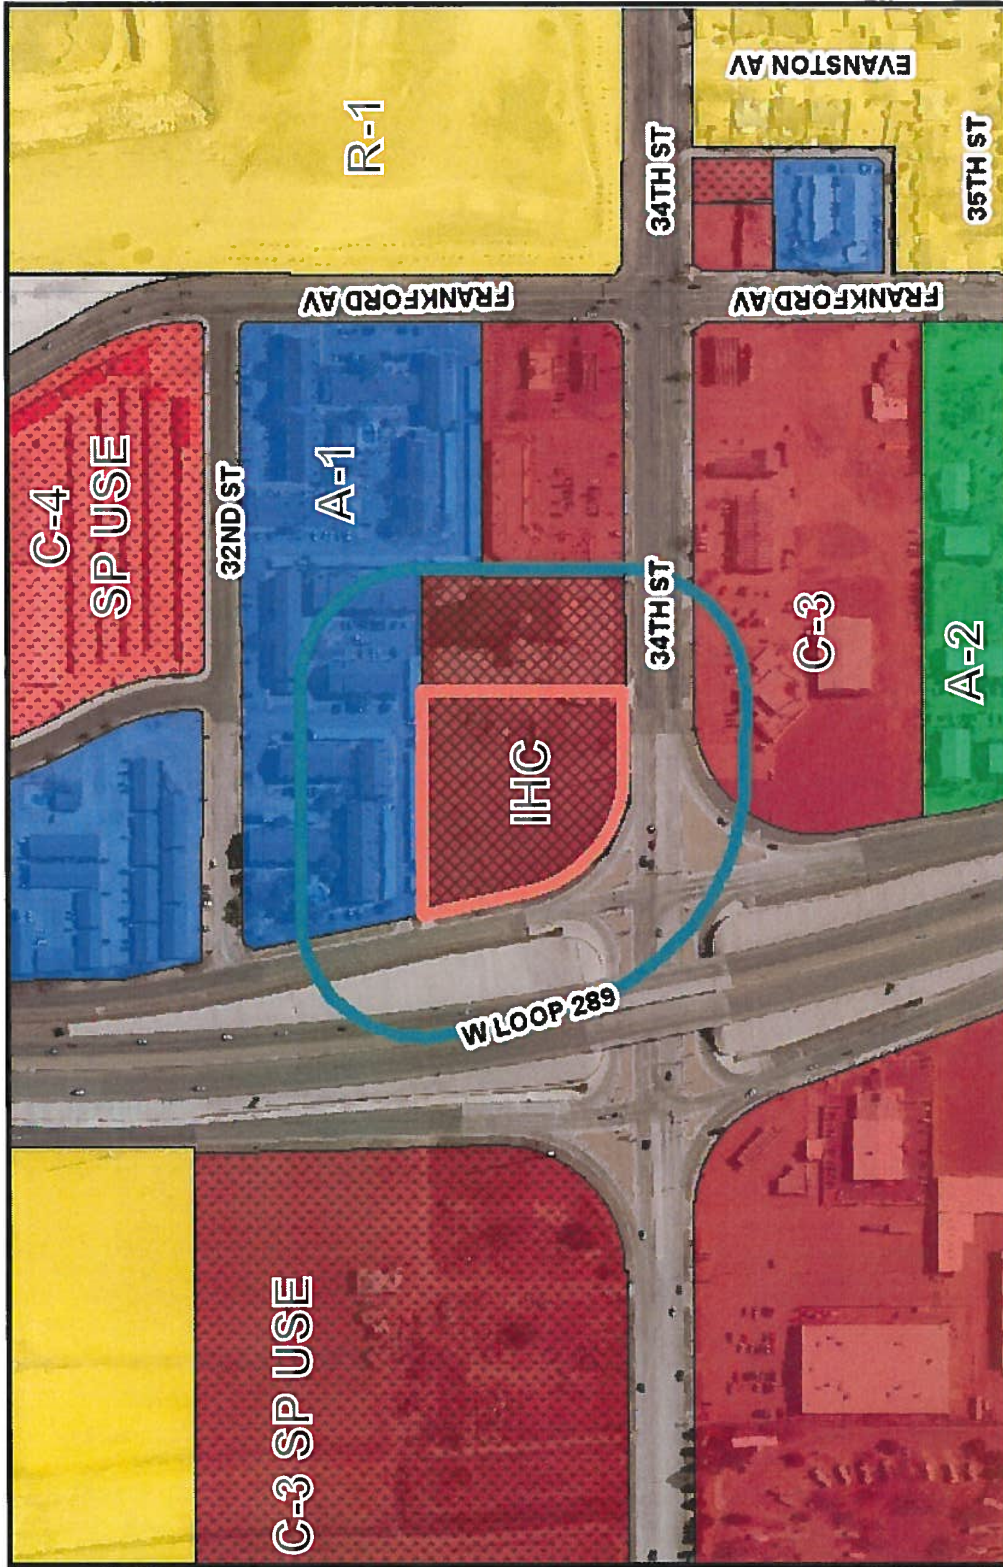 C-4
SP USE
32ND ST
C-3 SP USE
A-1
R-1
FRANKFORD AV
W LOOP 289
IHC
34TH ST
34TH ST
C-3
FRANKFORD AV
EVANSTON AV
A-2
35TH ST